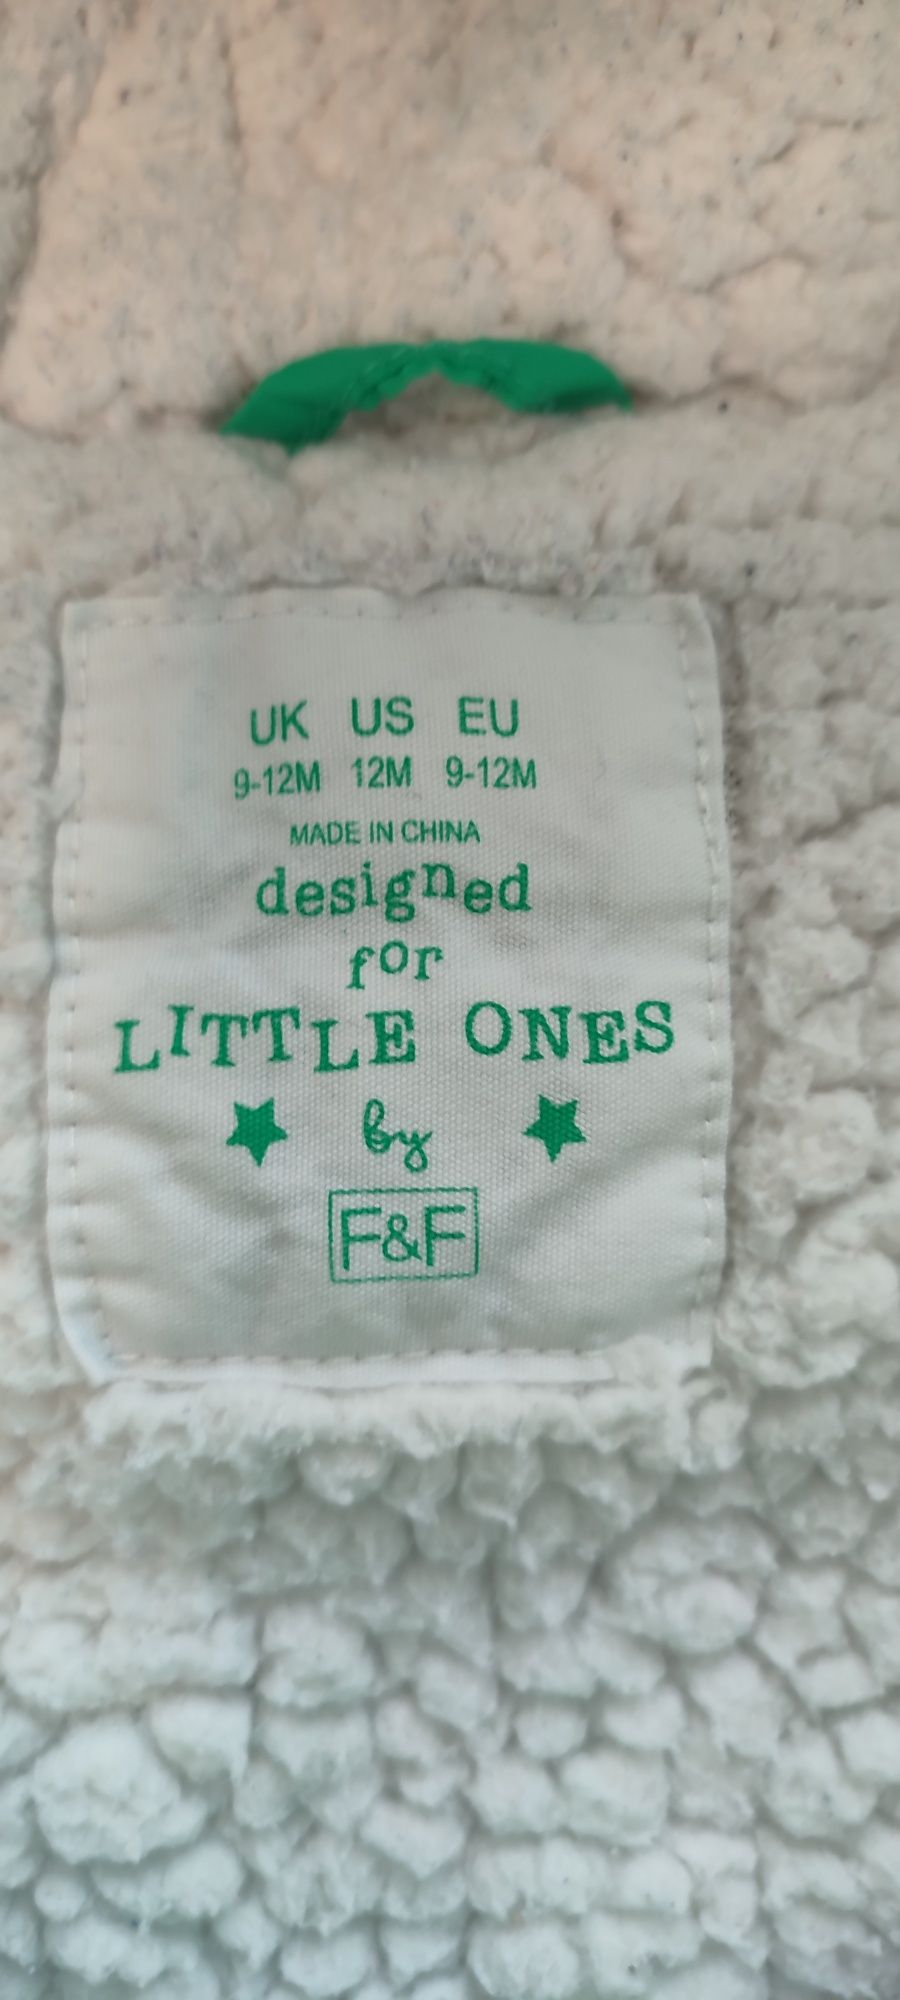 UK US EU
9-12M 12M 9-12M
MADE IN CHINA
designed
for
LITTLE ONES
by
F&F